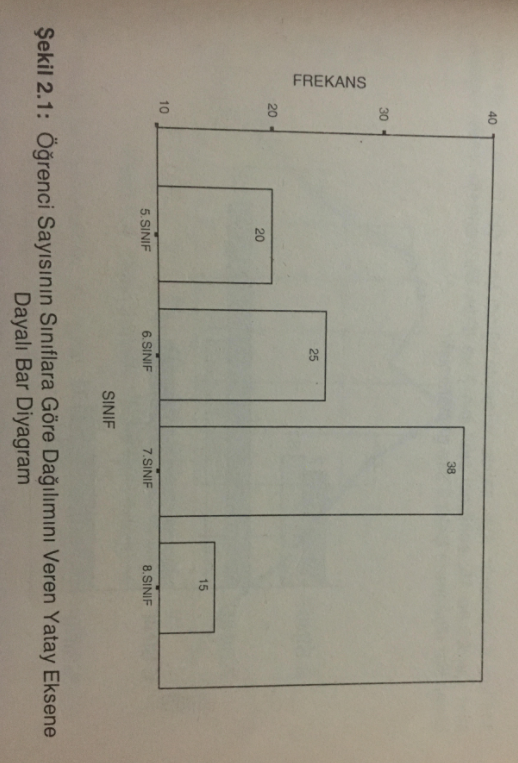 40
30
FREKANS
20
10
20
25
38
15
5.SINIF
6.SINIF
7.SINIF
8.SINIF
SINIF
Şekil 2.1: Öğrenci Sayısının Sınıflara Göre Dağılımını Veren Yatay Eksene
Dayalı Bar Diyagram